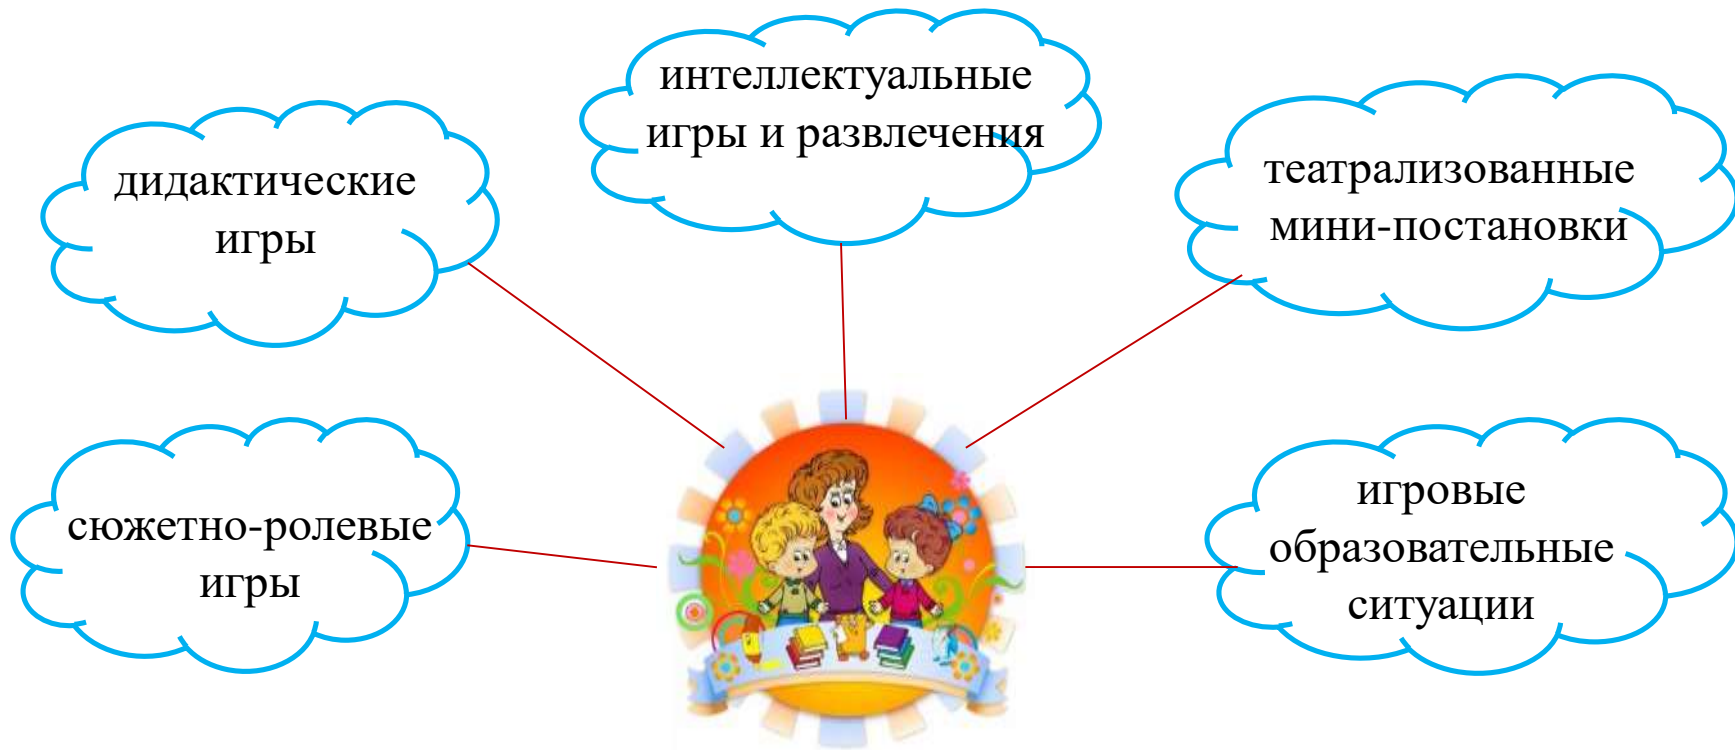 интеллектуальные
игры и развлечения
дидактические
игры
театрализованные
мини-постановки
сюжетно-ролевые
игры
игровые
образовательные
ситуации